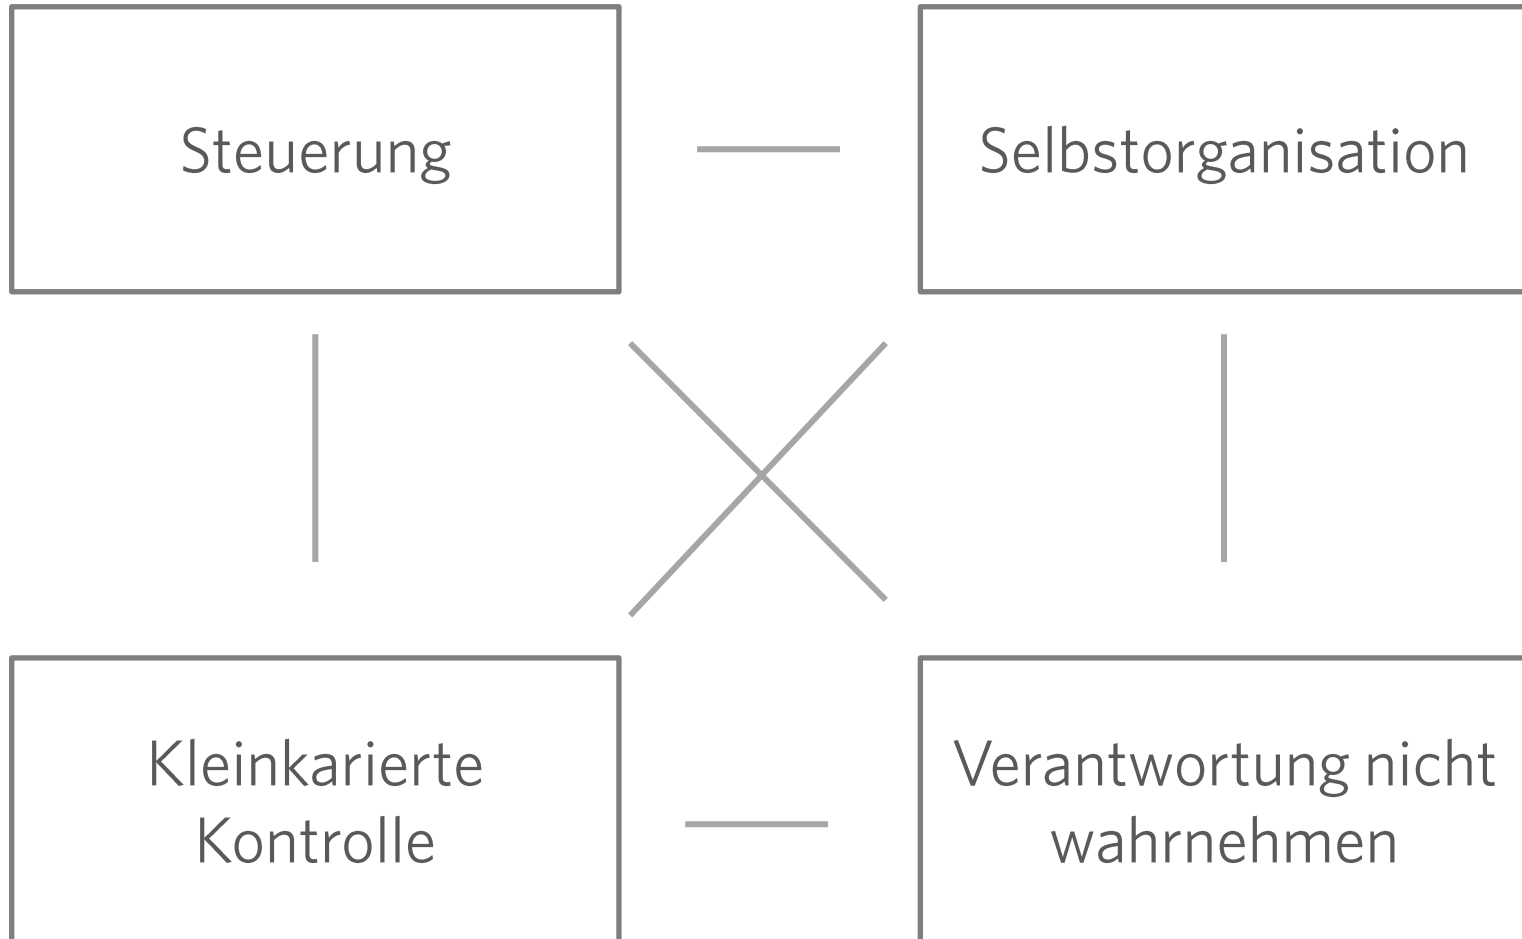 Steuerung
Selbstorganisation
Kleinkarierte
Kontrolle
Verantwortung nicht
wahrnehmen